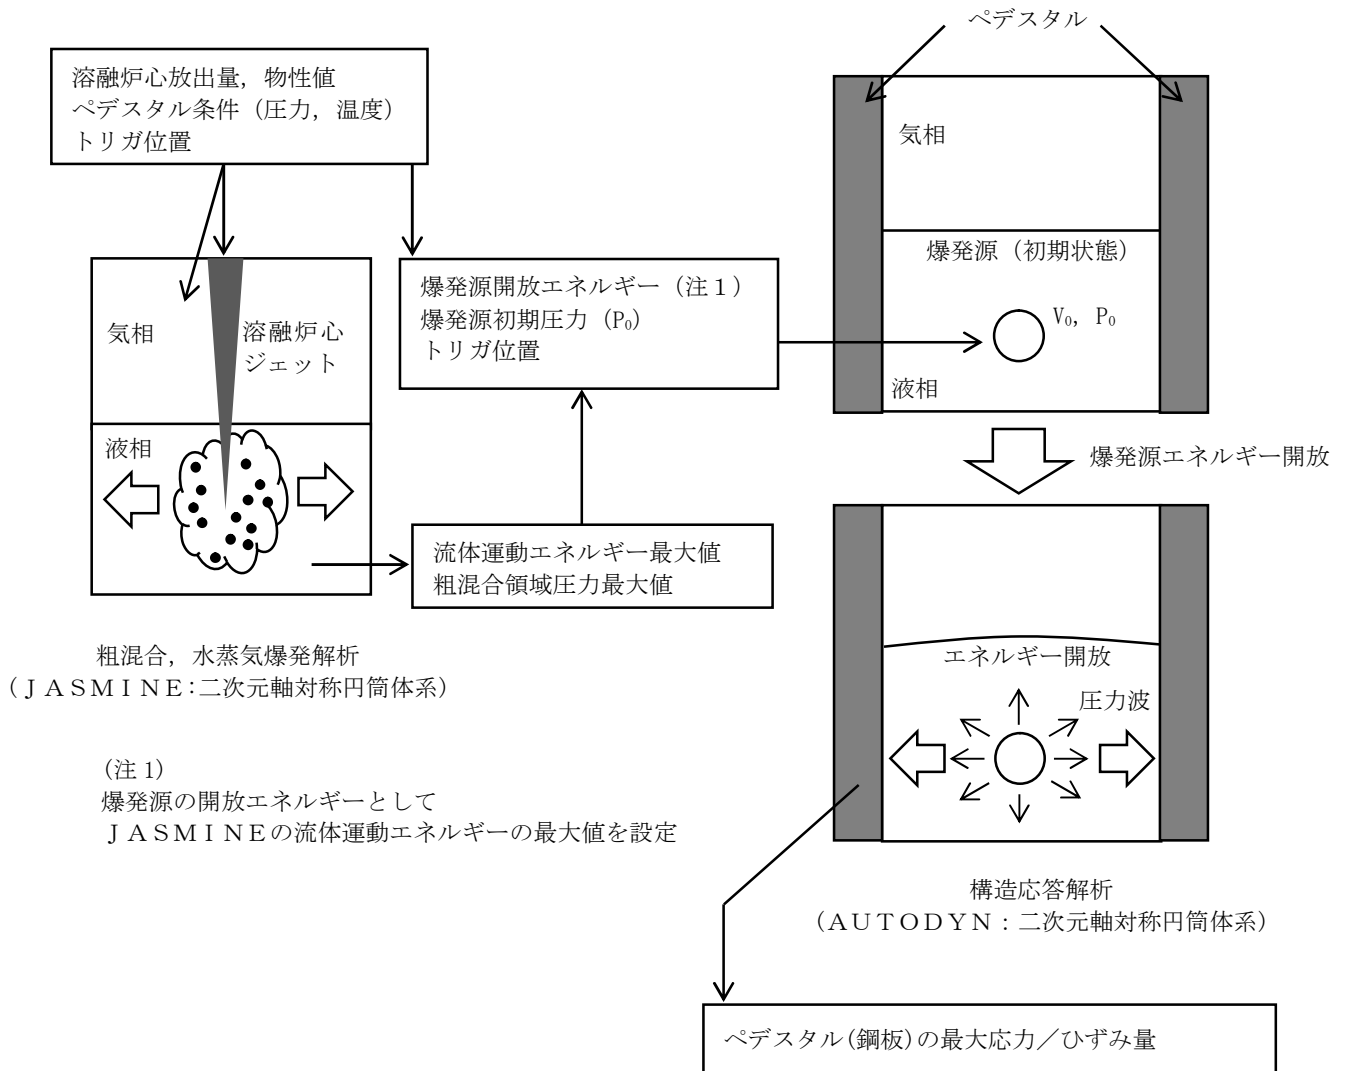 ペデスタル
溶融炉心放出量，物性値
ペデスタル条件（圧力，温度）
トリガ位置
気相
溶融炉心
ジェット
液相
爆発源開放エネルギー（注１）
爆発源初期圧力（P₀）
トリガ位置
流体運動エネルギー最大値
粗混合領域圧力最大値
粗混合，水蒸気爆発解析
（ＪＡＳＭＩＮＥ：二次元軸対称円筒体系）
（注 1）
爆発源の開放エネルギーとして
ＪＡＳＭＩＮＥの流体運動エネルギーの最大値を設定
気相
爆発源（初期状態）
V₀, P₀
液相
爆発源エネルギー開放
エネルギー開放
圧力波
構造応答解析
（ＡＵＴＯＤＹＮ：二次元軸対称円筒体系）
ペデスタル(鋼板)の最大応力／ひずみ量